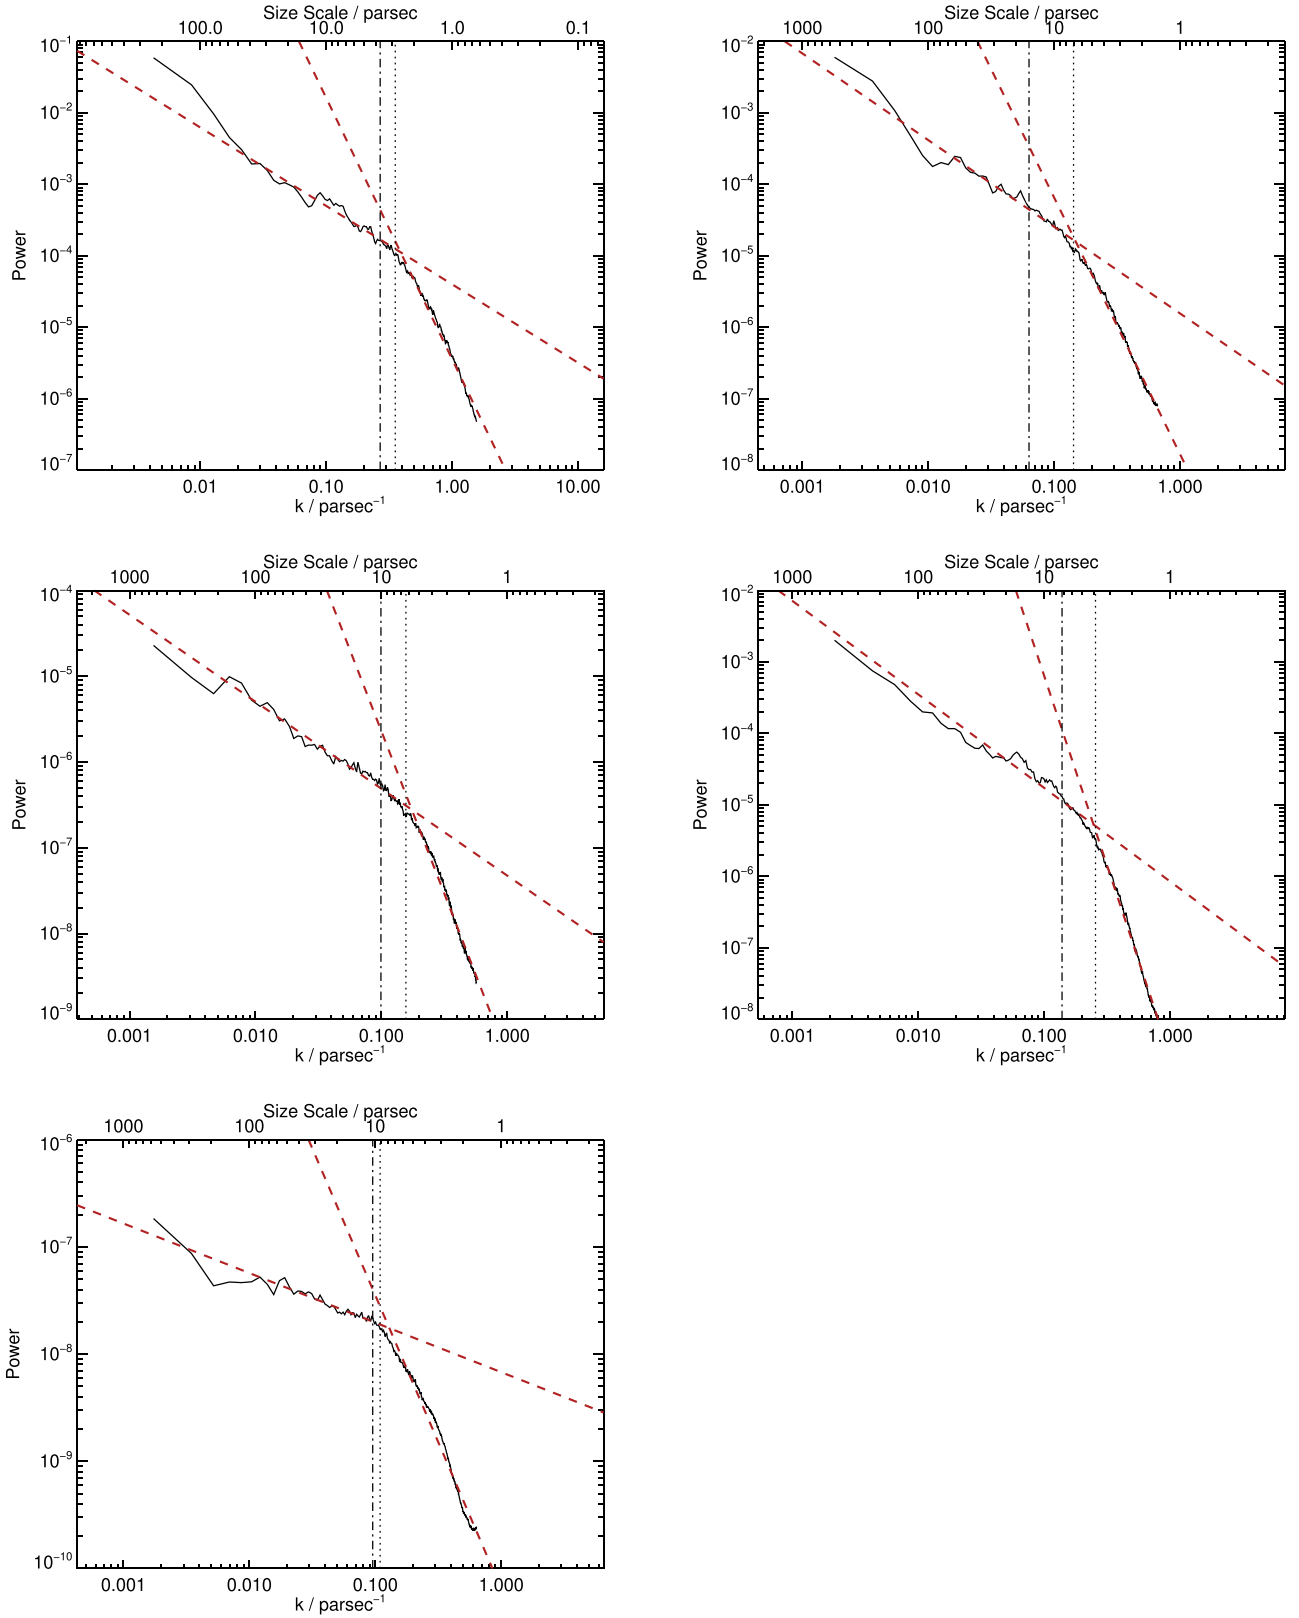 Size Scale / parsec
100.0 10.0 1.0 0.1
10⁻¹
10⁻²
10⁻³
10⁻⁴
10⁻⁵
10⁻⁶
10⁻⁷
Power
0.01 0.10 1.00 10.00
k / parsec⁻¹
Size Scale / parsec
1000 100 10 1
10⁻²
10⁻³
10⁻⁴
10⁻⁵
10⁻⁶
10⁻⁷
10⁻⁸
Power
0.001 0.010 0.100 1.000
k / parsec⁻¹
Size Scale / parsec
1000 100 10 1
10⁻⁴
10⁻⁵
10⁻⁶
10⁻⁷
10⁻⁸
10⁻⁹
Power
0.001 0.010 0.100 1.000
k / parsec⁻¹
Size Scale / parsec
1000 100 10 1
10⁻²
10⁻³
10⁻⁴
10⁻⁵
10⁻⁶
10⁻⁷
10⁻⁸
Power
0.001 0.010 0.100 1.000
k / parsec⁻¹
Size Scale / parsec
1000 100 10 1
10⁻⁶
10⁻⁷
10⁻⁸
10⁻⁹
10⁻¹⁰
Power
0.001 0.010 0.100 1.000
k / parsec⁻¹